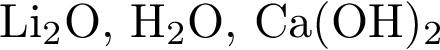 Li₂O, H₂O, Ca(OH)₂